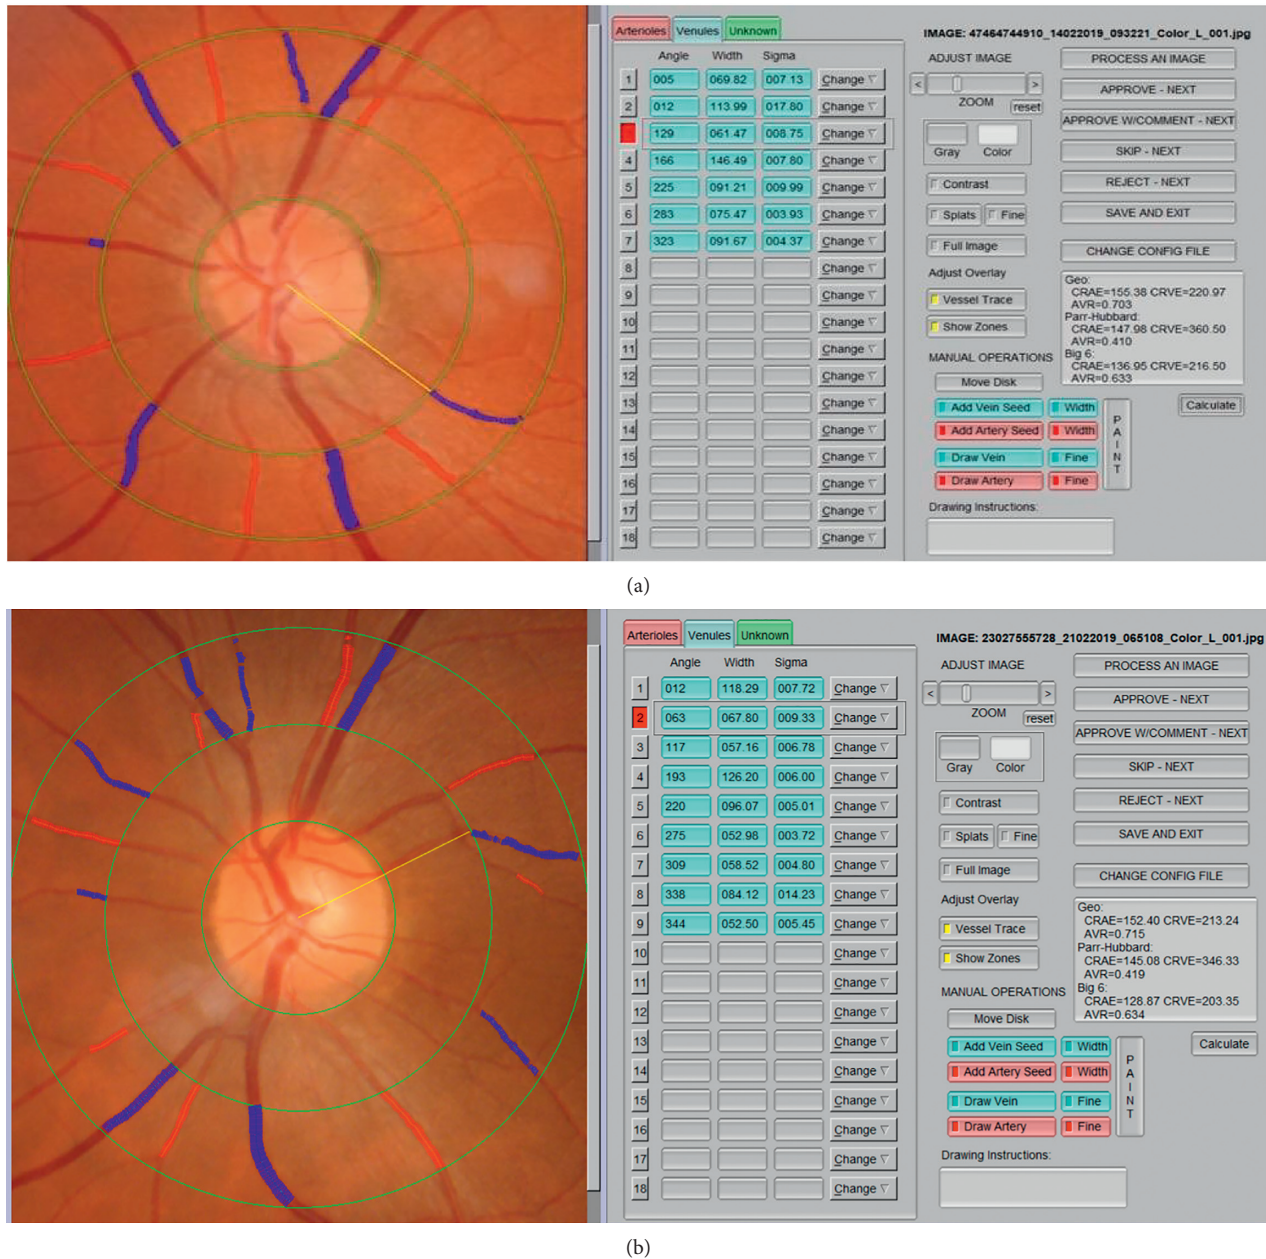 Arterioles Venules Unknown
IMAGE: 47464744910_14022019_093221_Color_L_001.jpg
Angle Width Sigma
1 005 069.82 007.13 Change
2 012 113.99 017.80 Change
129 061.47 008.75 Change
4 166 146.49 007.80 Change
5 225 091.21 009.99 Change
6 283 075.47 003.93 Change
7 323 091.67 004.37 Change
8 Change
9 Change
10 Change
11 Change
12 Change
13 Change
14 Change
15 Change
16 Change
17 Change
18 Change
ADJUST IMAGE
< >
ZOOM reset
Gray Color
Contrast
Splats Fine
Full Image
Adjust Overlay
Vessel Trace
Show Zones
MANUAL OPERATIONS
Move Disk
Add Vein Seed Width
Add Artery Seed Width
Draw Vein Fine
Draw Artery Fine
PAINT
Drawing Instructions:
PROCESS AN IMAGE
APPROVE - NEXT
APPROVE W/COMMENT - NEXT
SKIP - NEXT
REJECT - NEXT
SAVE AND EXIT
CHANGE CONFIG FILE
Geo:
CRAE=155.38 CRVE=220.97
AVR=0.703
Parr-Hubbard:
CRAE=147.98 CRVE=360.50
AVR=0.410
Big 6:
CRAE=136.95 CRVE=216.50
AVR=0.633
Calculate
(a)
Arterioles Venules Unknown
IMAGE: 23027555728_21022019_065108_Color_L_001.jpg
Angle Width Sigma
1 012 118.29 007.72 Change
2 063 067.80 009.33 Change
3 117 057.16 006.78 Change
4 193 126.20 006.00 Change
5 220 096.07 005.01 Change
6 275 052.98 003.72 Change
7 309 058.52 004.80 Change
8 338 084.12 014.23 Change
9 344 052.50 005.45 Change
10 Change
11 Change
12 Change
13 Change
14 Change
15 Change
16 Change
17 Change
18 Change
ADJUST IMAGE
< >
ZOOM reset
Gray Color
Contrast
Splats Fine
Full Image
Adjust Overlay
Vessel Trace
Show Zones
MANUAL OPERATIONS
Move Disk
Add Vein Seed Width
Add Artery Seed Width
Draw Vein Fine
Draw Artery Fine
PAINT
Drawing Instructions:
PROCESS AN IMAGE
APPROVE - NEXT
APPROVE W/COMMENT - NEXT
SKIP - NEXT
REJECT - NEXT
SAVE AND EXIT
CHANGE CONFIG FILE
Geo:
CRAE=152.40 CRVE=213.24
AVR=0.715
Parr-Hubbard:
CRAE=145.08 CRVE=346.33
AVR=0.419
Big 6:
CRAE=128.87 CRVE=203.35
AVR=0.634
Calculate
(b)